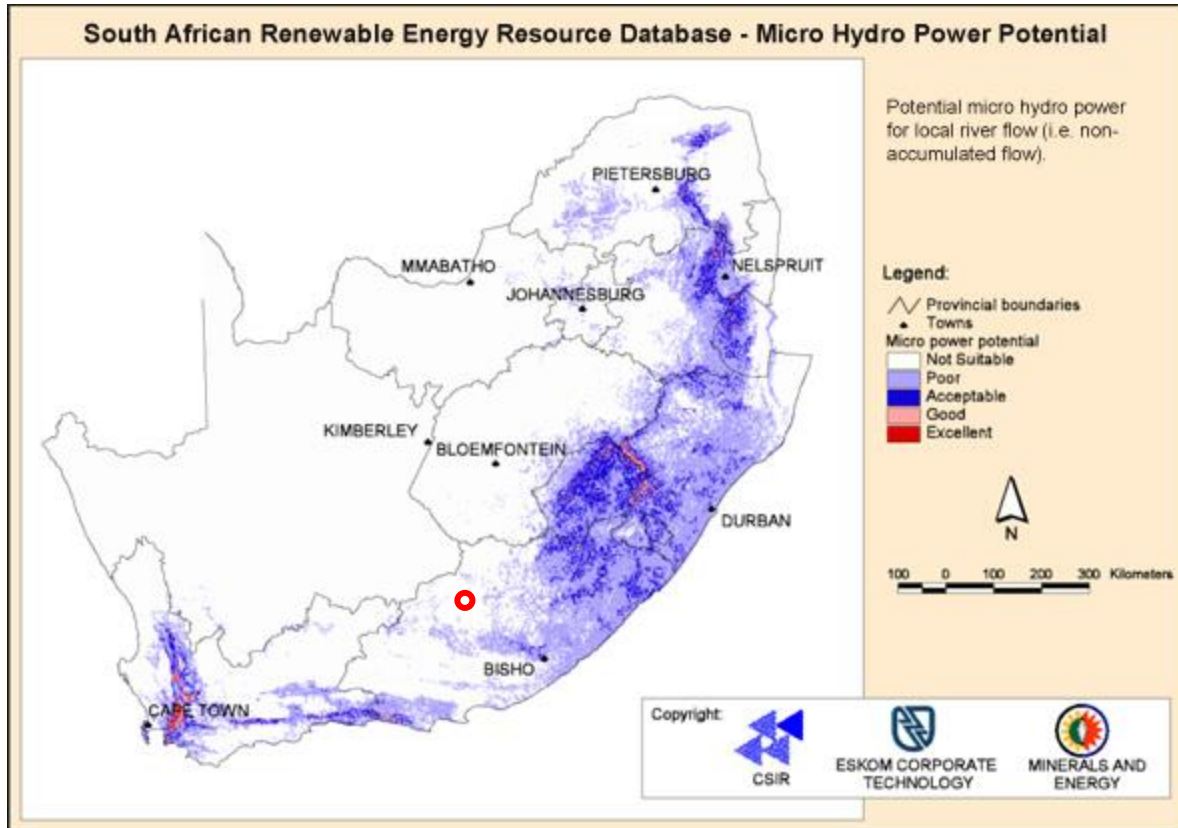 South African Renewable Energy Resource Database - Micro Hydro Power Potential
Potential micro hydro power
for local river flow (i.e. non-
accumulated flow).
PIETERSBURG
MMABATHO
NELSPRUIT
JOHANNESBURG
KIMBERLEY
BLOEMFONTEIN
DURBAN
BISHO
CAPE TOWN
Legend:
Provincial boundaries
Towns
Micro power potential
Not Suitable
Poor
Acceptable
Good
Excellent
N
100 0 100 200 300 Kilometers
Copyright:
CSIR
ESKOM CORPORATE
TECHNOLOGY
MINERALS AND
ENERGY